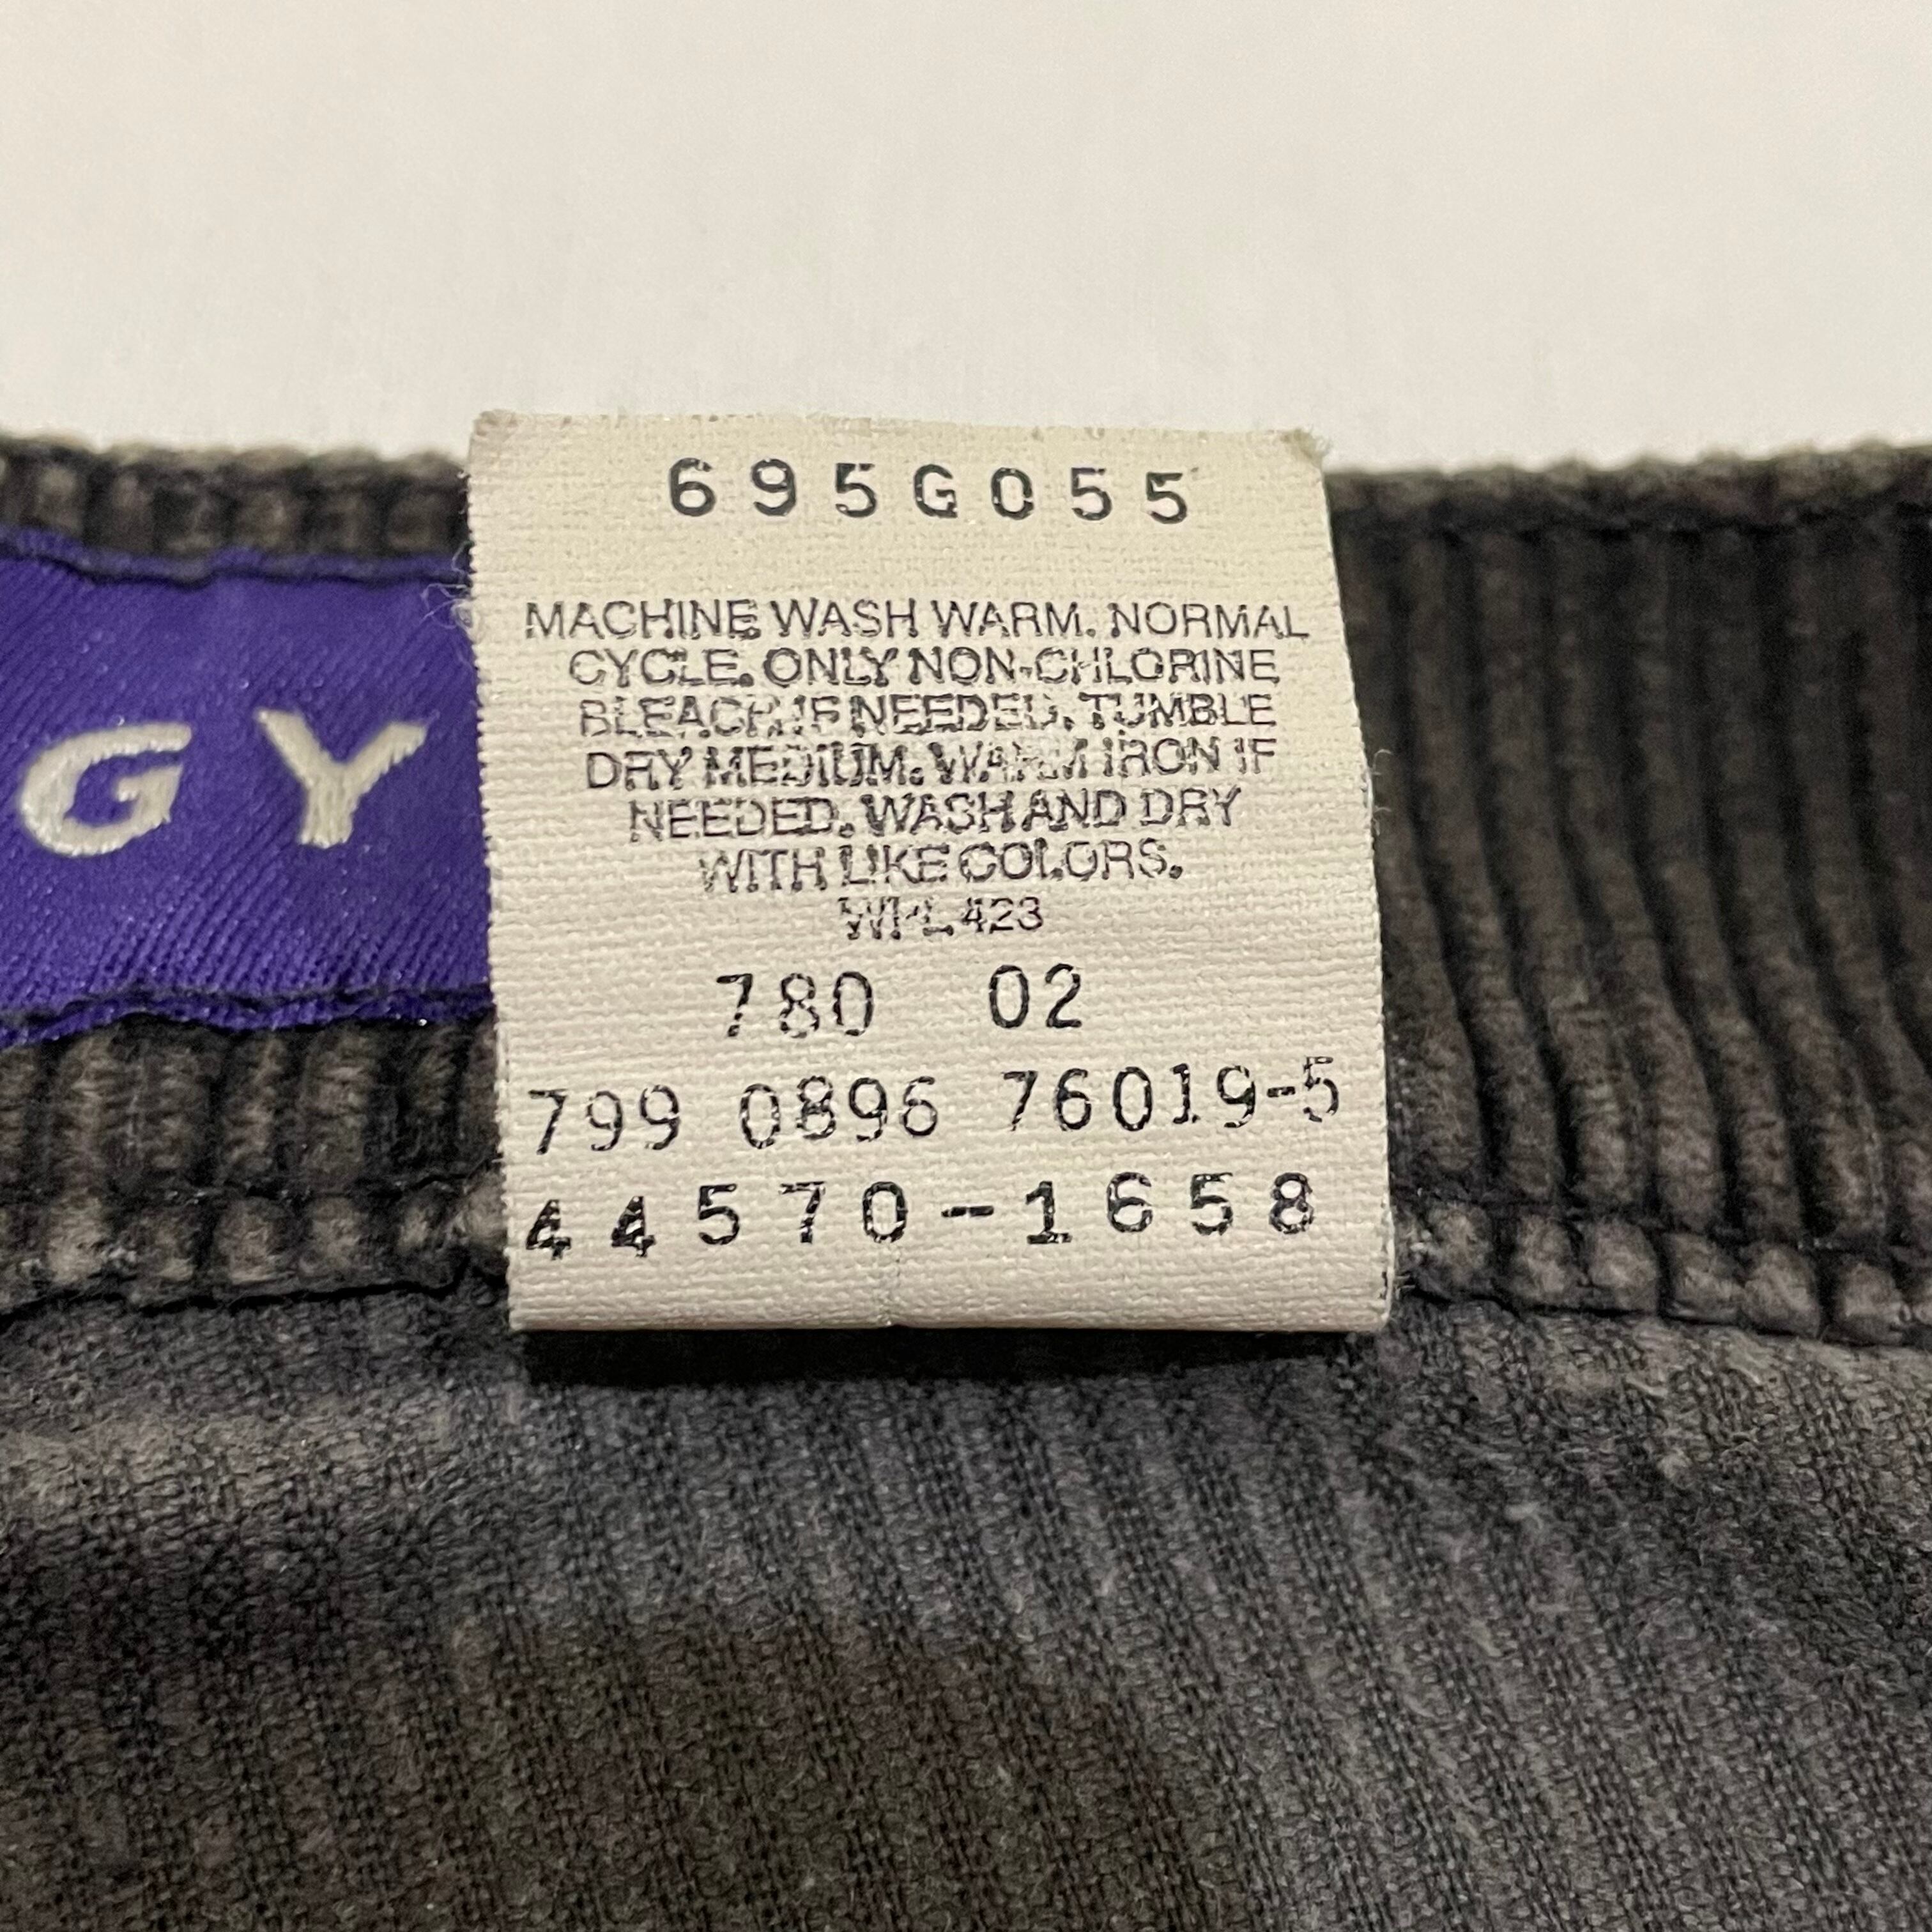 695G055
GY
MACHINE WASH WARM. NORMAL
CYCLE. ONLY NON-CHLORINE
BLEACH IF NEEDED. TUMBLE
DRY MEDIUM. WARM IRON IF
NEEDED. WASH AND DRY
WITH LIKE COLORS.
WPL 423
780 02
799 0896 76019-5
44570-1658